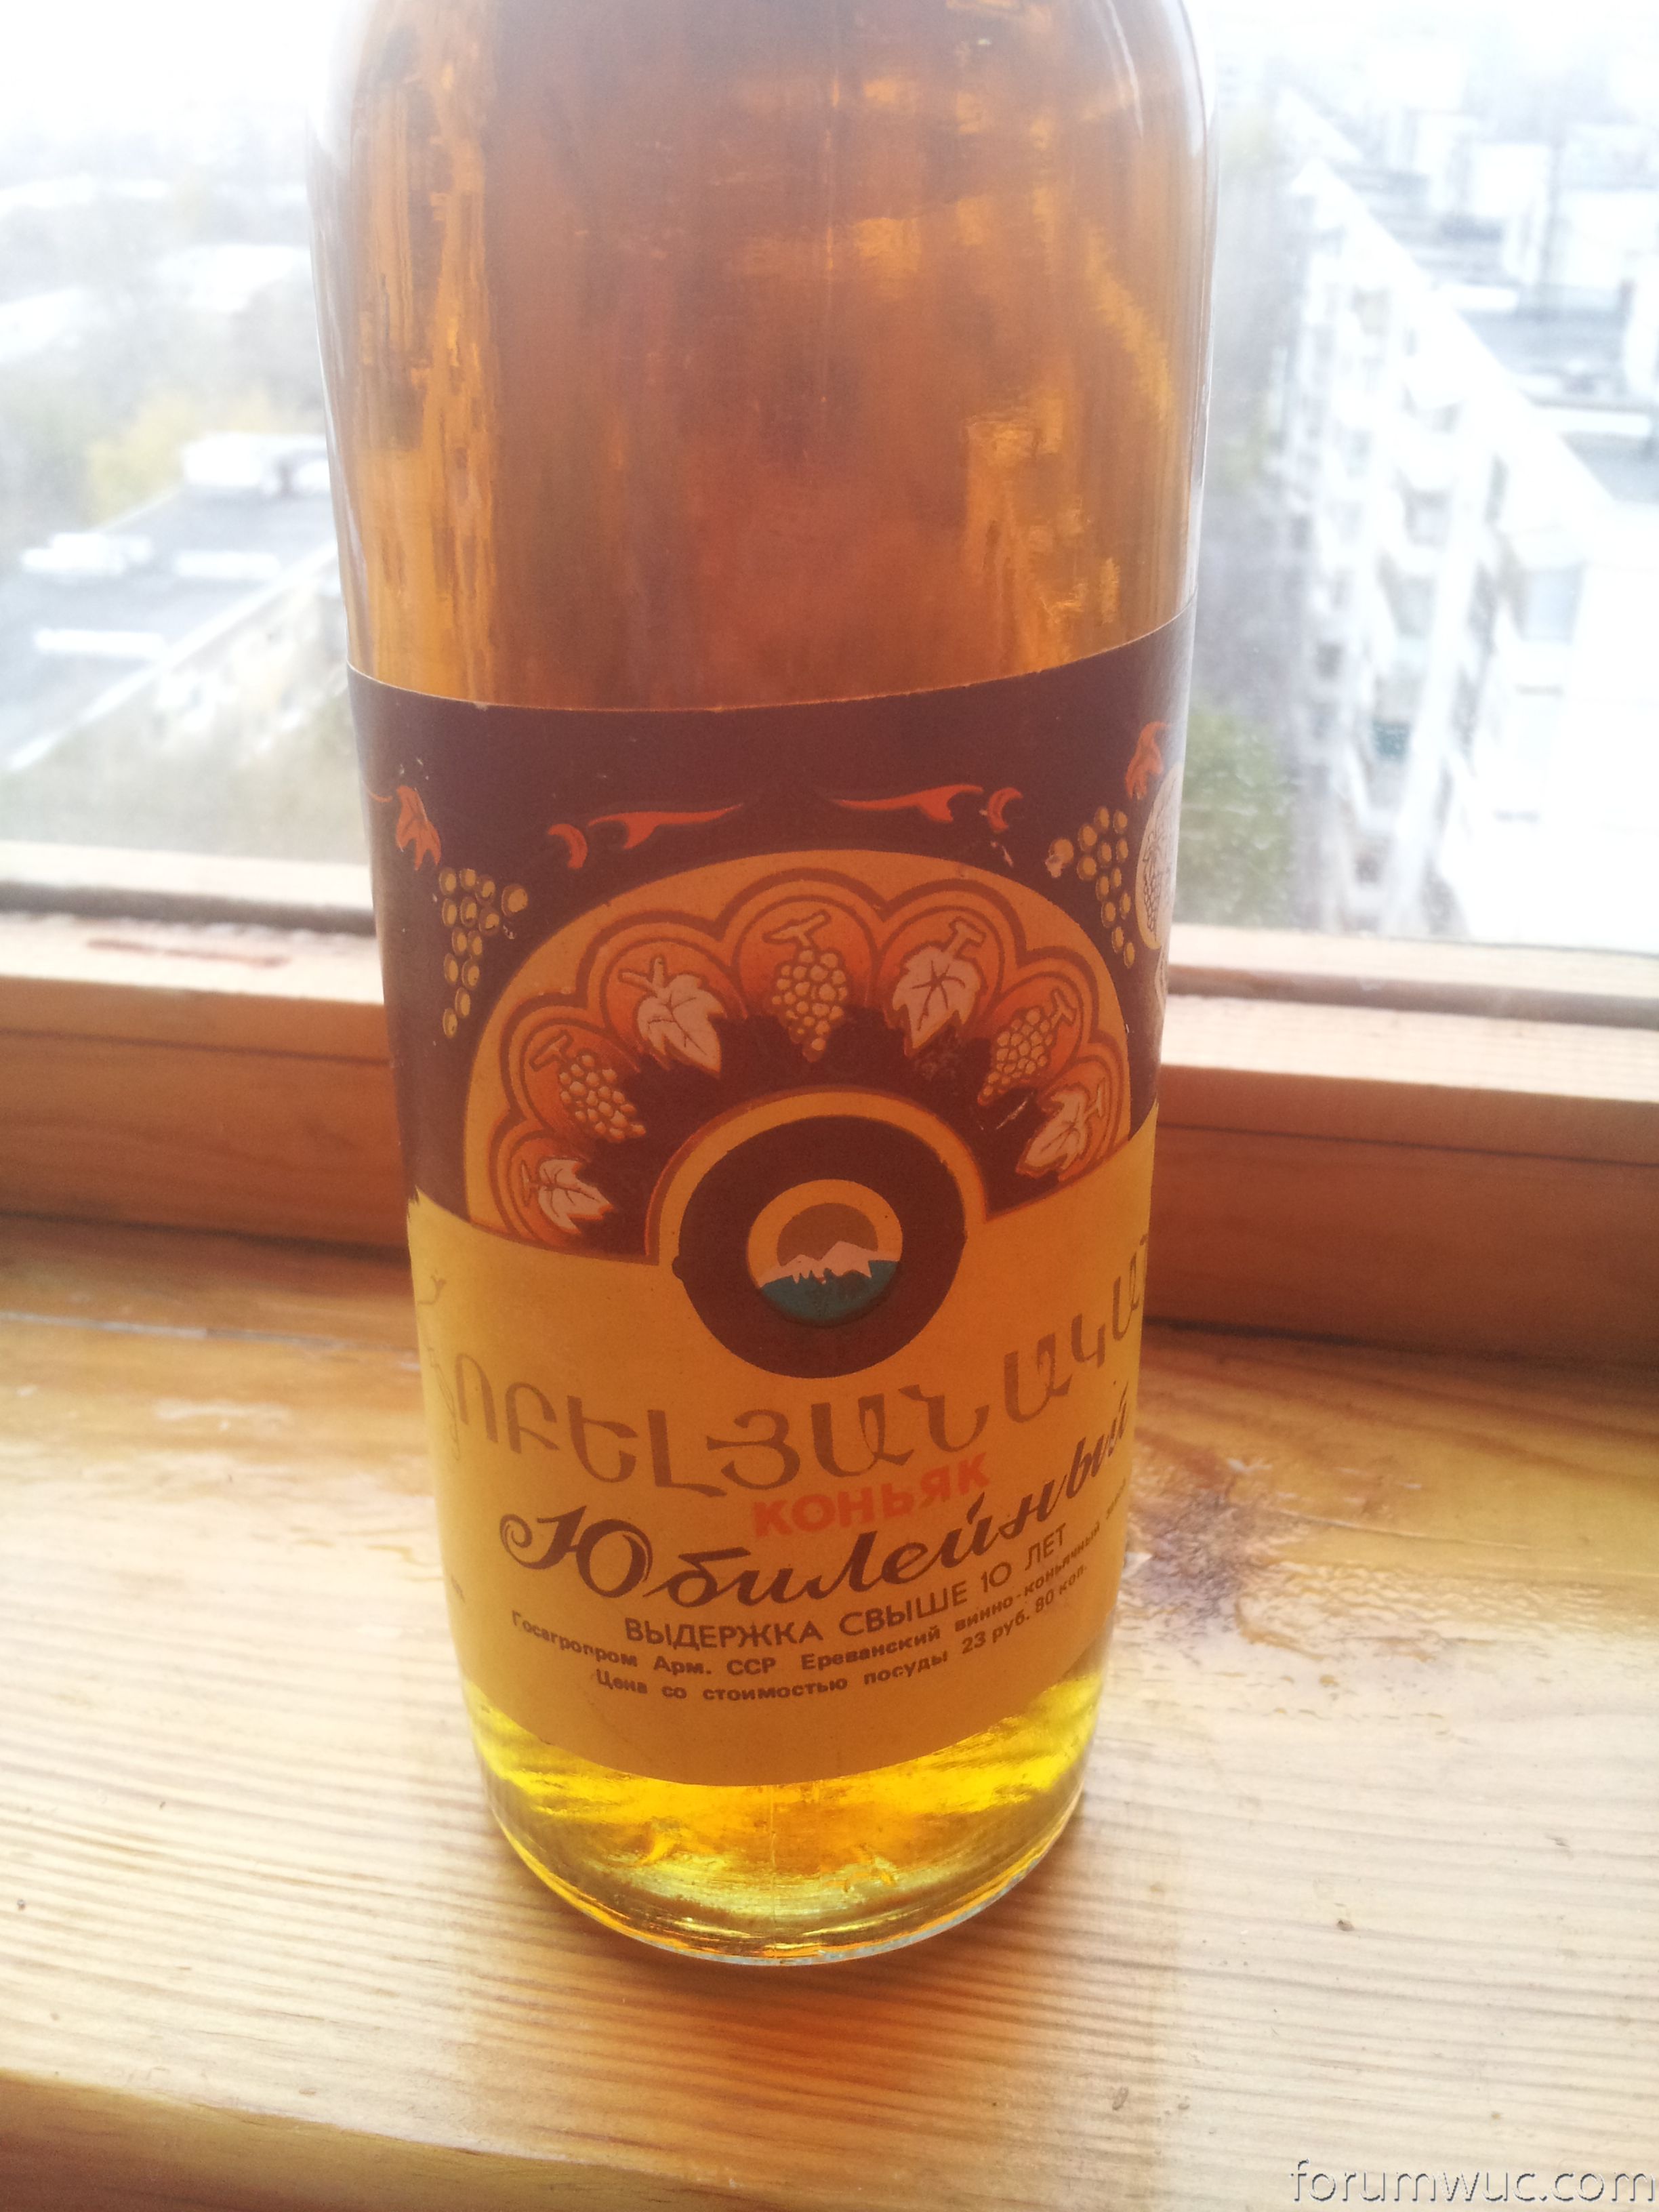 ՀՈԲԵԼՅԱՆԱԿԱՆ
КОНЬЯК
Юбилейный
ВЫДЕРЖКА СВЫШЕ 10 ЛЕТ
Госагропром Арм. ССР Ереванский винно-коньячный
Цена со стоимостью посуды 23 руб. 80 коп.
forumwuc.com